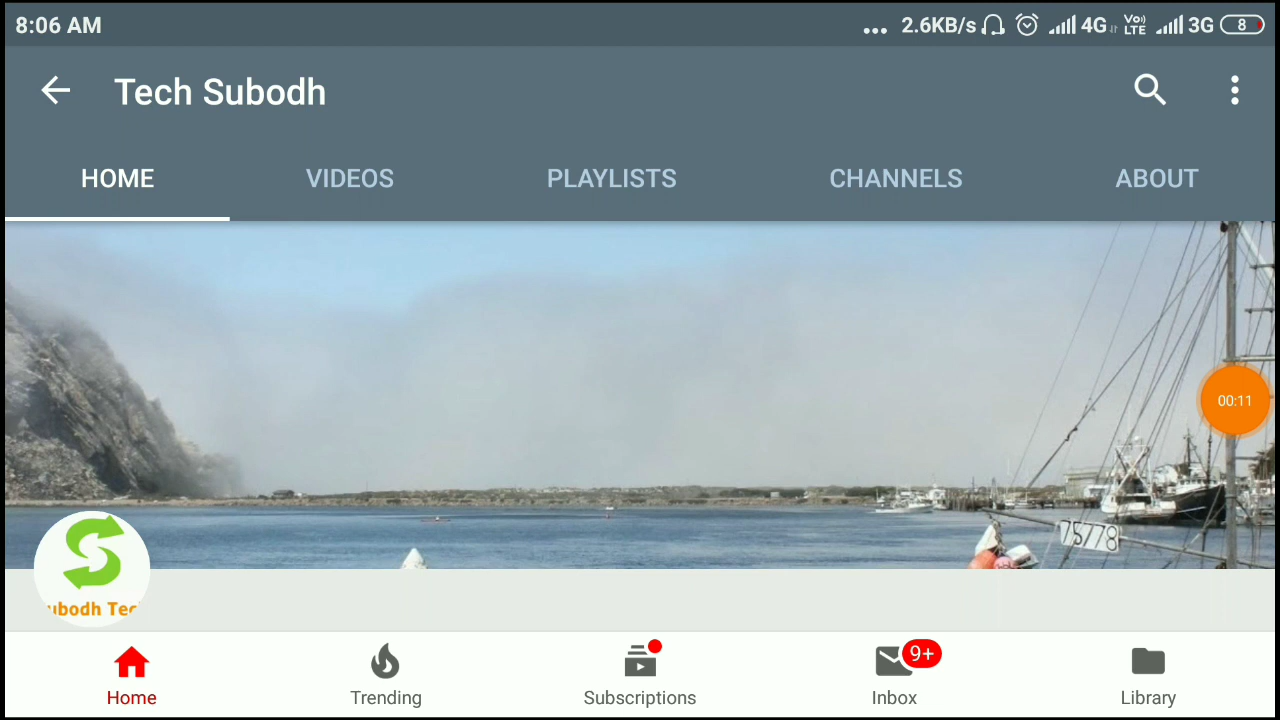 8:06 AM ... 2.6KB/s 4G Vo)) LTE 3G 8
Tech Subodh
HOME VIDEOS PLAYLISTS CHANNELS ABOUT
00:11
75778
ubodh Tec
9+
Home Trending Subscriptions Inbox Library